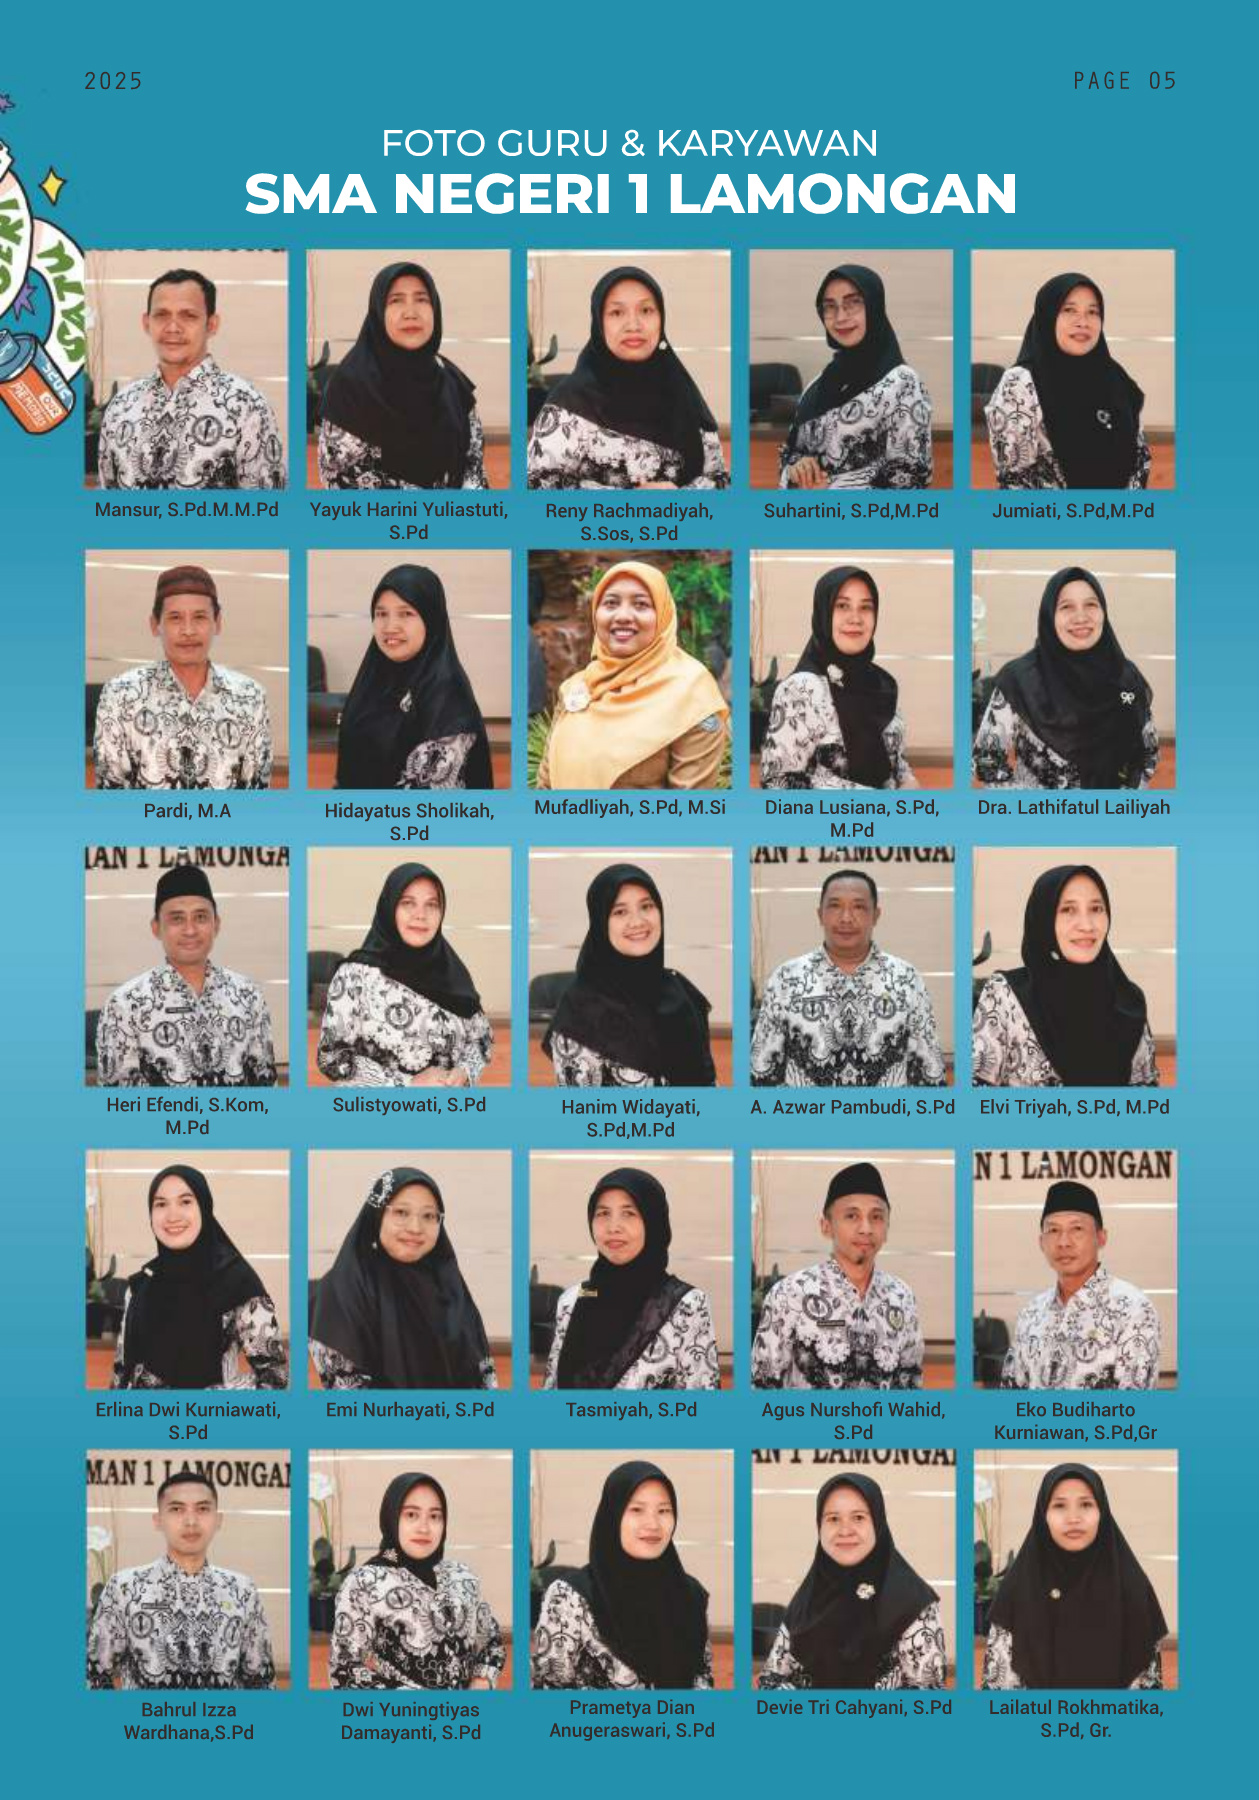 2025
PAGE 05
FOTO GURU & KARYAWAN
SMA NEGERI 1 LAMONGAN
SATU
SEUE
OUR
MEMORIES
Mansur, S.Pd.M.M.Pd
Yayuk Harini Yuliastuti,
S.Pd
Reny Rachmadiyah,
S.Sos, S.Pd
Suhartini, S.Pd,M.Pd
Jumiati, S.Pd,M.Pd
Pardi, M.A
Hidayatus Sholikah,
S.Pd
Mufadliyah, S.Pd, M.Si
Diana Lusiana, S.Pd,
M.Pd
Dra. Lathifatul Lailiyah
AN 1 LAMONGA
AN 1 LAMONGA
Heri Efendi, S.Kom,
M.Pd
Sulistyowati, S.Pd
Hanim Widayati,
S.Pd,M.Pd
A. Azwar Pambudi, S.Pd
Elvi Triyah, S.Pd, M.Pd
N 1 LAMONGAN
Erlina Dwi Kurniawati,
S.Pd
Emi Nurhayati, S.Pd
Tasmiyah, S.Pd
Agus Nurshofi Wahid,
S.Pd
Eko Budiharto
Kurniawan, S.Pd,Gr
MAN 1 LAMONGA
AN 1 LAMONGA
Bahrul Izza
Wardhana,S.Pd
Dwi Yuningtiyas
Damayanti, S.Pd
Prametya Dian
Anugeraswari, S.Pd
Devie Tri Cahyani, S.Pd
Lailatul Rokhmatika,
S.Pd, Gr.